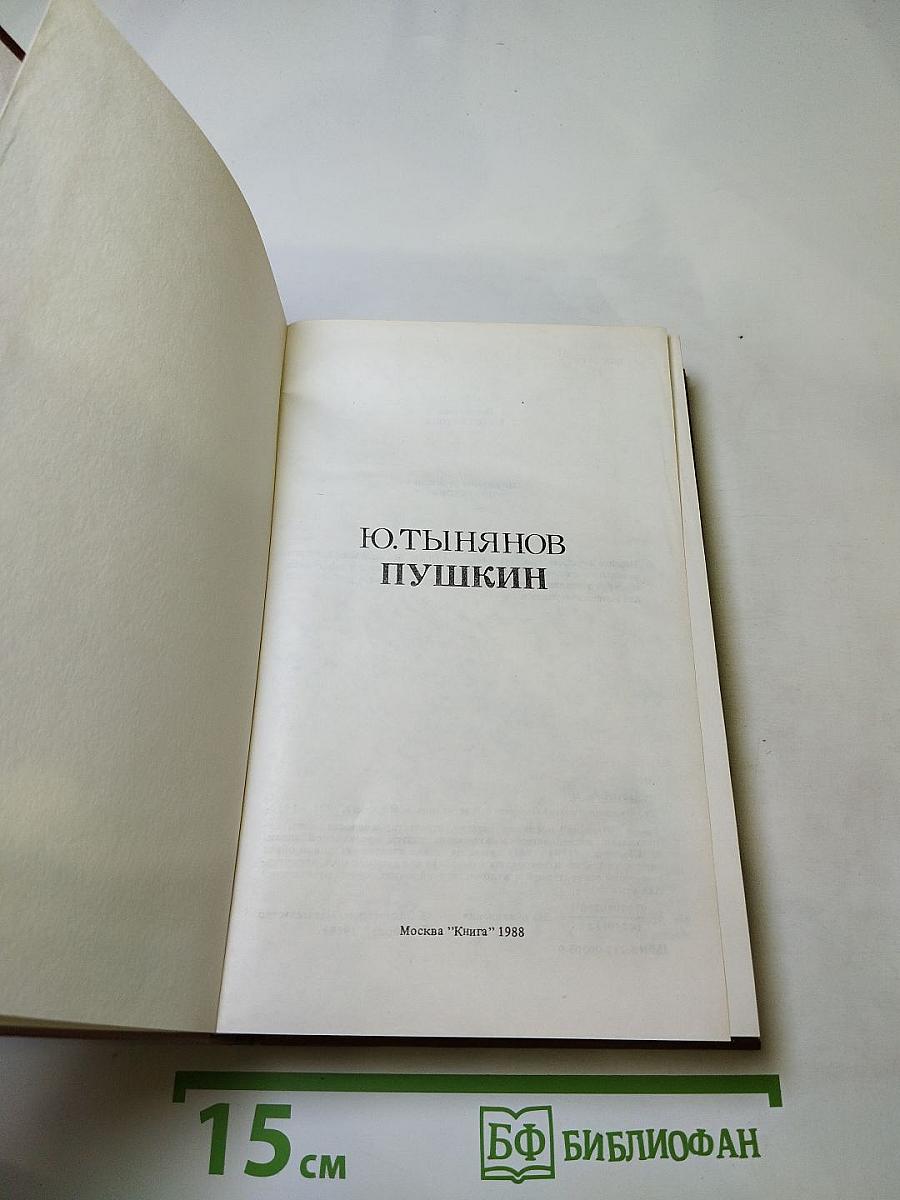 Ю.ТЫНЯНОВ
ПУШКИН
Москва "Книга" 1988
15 см
БФ БИБЛИОФАН